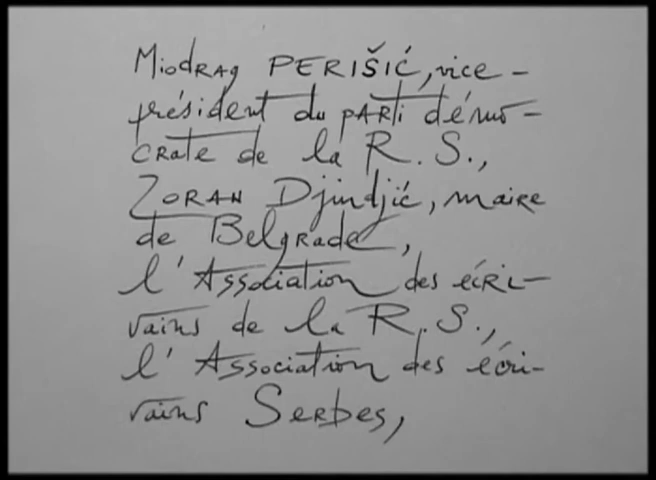 Miodrag PERIŠIĆ, vice-
président du parti démo-
crate de la R.S.,
ZORAN Djindjić, maire
de Belgrade,
l'Association des écri-
vains de la R.S.,
l'Association des écri-
vains Serbes,